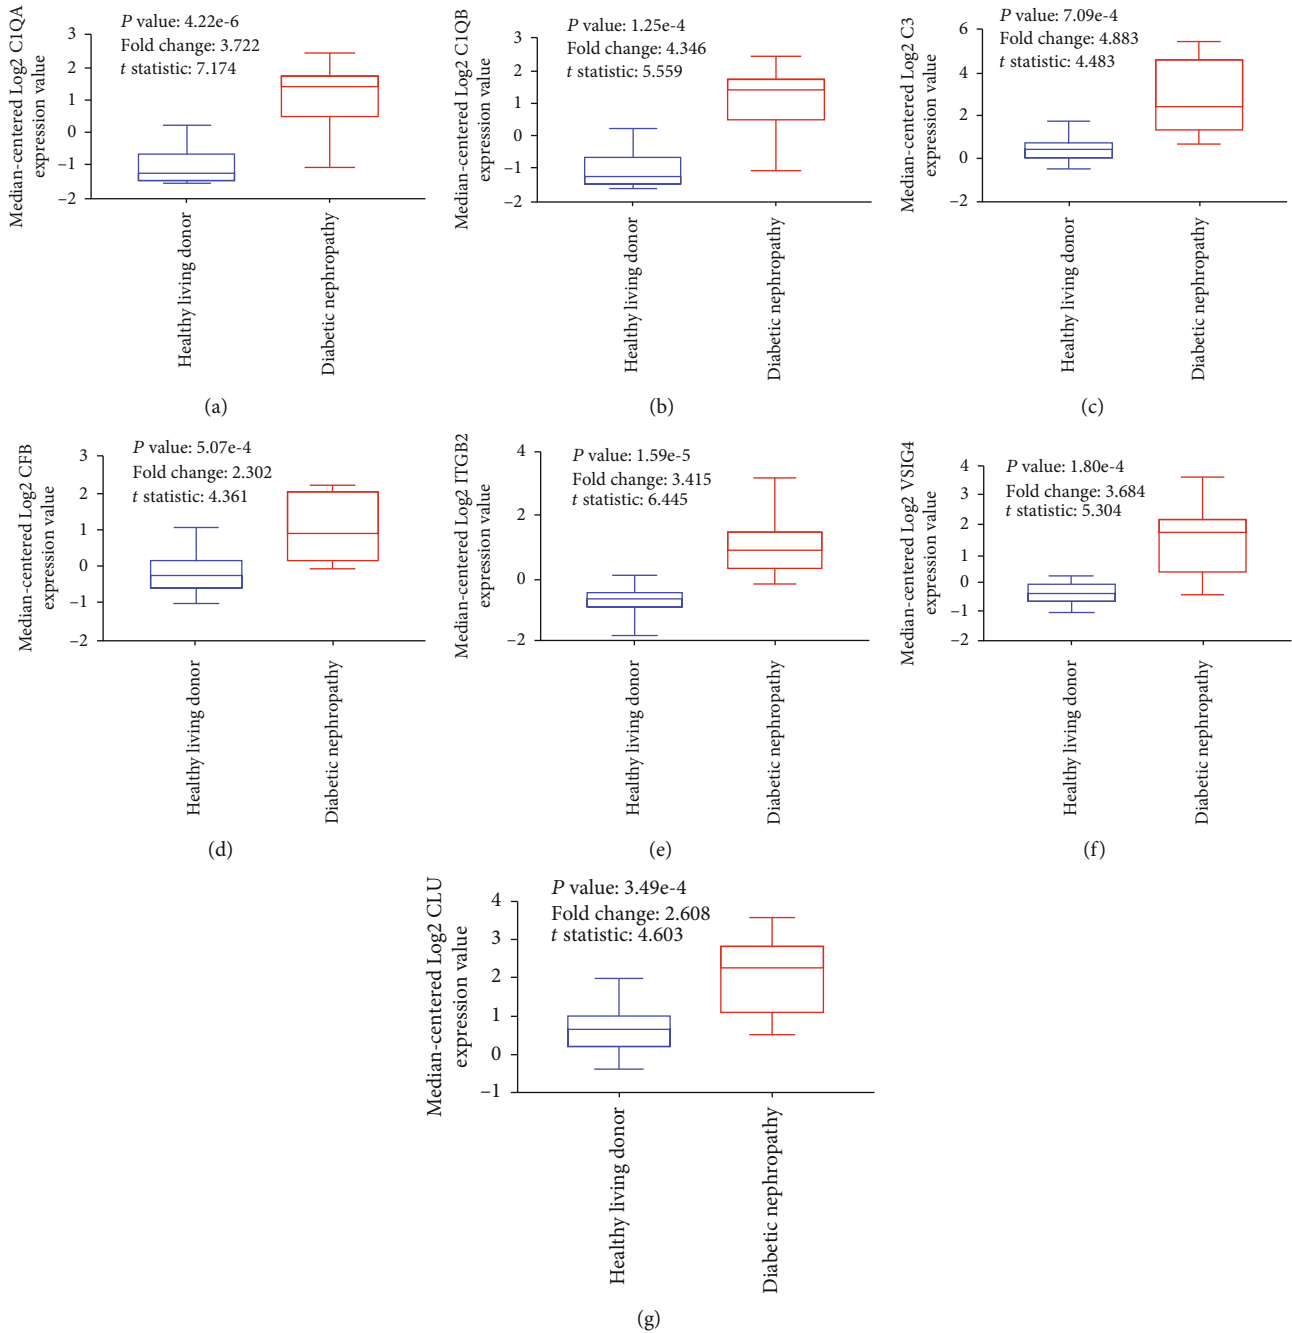 P value: 4.22e-6
Fold change: 3.722
t statistic: 7.174
Median-centered Log2 C1QA
expression value
3
2
1
0
–1
–2
Healthy living donor
Diabetic nephropathy
(a)
P value: 1.25e-4
Fold change: 4.346
t statistic: 5.559
Median-centered Log2 C1QB
expression value
3
2
1
0
–1
–2
Healthy living donor
Diabetic nephropathy
(b)
P value: 7.09e-4
Fold change: 4.883
t statistic: 4.483
Median-centered Log2 C3
expression value
6
4
2
0
–2
Healthy living donor
Diabetic nephropathy
(c)
P value: 5.07e-4
Fold change: 2.302
t statistic: 4.361
Median-centered Log2 CFB
expression value
3
2
1
0
–1
–2
Healthy living donor
Diabetic nephropathy
(d)
P value: 1.59e-5
Fold change: 3.415
t statistic: 6.445
Median-centered Log2 ITGB2
expression value
4
2
0
–2
Healthy living donor
Diabetic nephropathy
(e)
P value: 1.80e-4
Fold change: 3.684
t statistic: 5.304
Median-centered Log2 VSIG4
expression value
4
3
2
1
0
–1
–2
Healthy living donor
Diabetic nephropathy
(f)
P value: 3.49e-4
Fold change: 2.608
t statistic: 4.603
Median-centered Log2 CLU
expression value
4
3
2
1
0
–1
Healthy living donor
Diabetic nephropathy
(g)